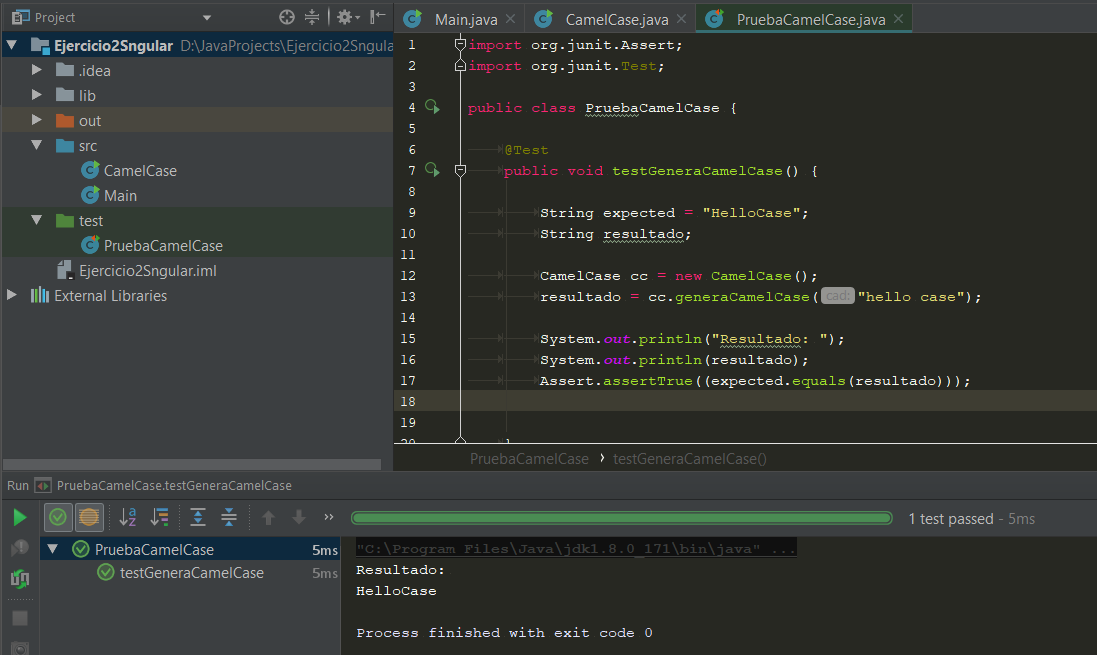 Project
Main.java
CamelCase.java
PruebaCamelCase.java
Ejercicio2Sngular D:\JavaProjects\Ejercicio2Sngula
.idea
lib
out
src
CamelCase
Main
test
PruebaCamelCase
Ejercicio2Sngular.iml
External Libraries
1 import org.junit.Assert;
2 import org.junit.Test;
3
4 public class PruebaCamelCase {
5
6 @Test
7 public void testGeneraCamelCase() {
8
9 String expected = "HelloCase";
10 String resultado;
11
12 CamelCase cc = new CamelCase();
13 resultado = cc.generaCamelCase( cad: "hello case");
14
15 System.out.println("Resultado: ");
16 System.out.println(resultado);
17 Assert.assertTrue((expected.equals(resultado)));
18
19
20 }
PruebaCamelCase › testGeneraCamelCase()
Run PruebaCamelCase.testGeneraCamelCase
1 test passed - 5ms
PruebaCamelCase 5ms
testGeneraCamelCase 5ms
"C:\Program Files\Java\jdk1.8.0_171\bin\java" ...
Resultado:
HelloCase
Process finished with exit code 0